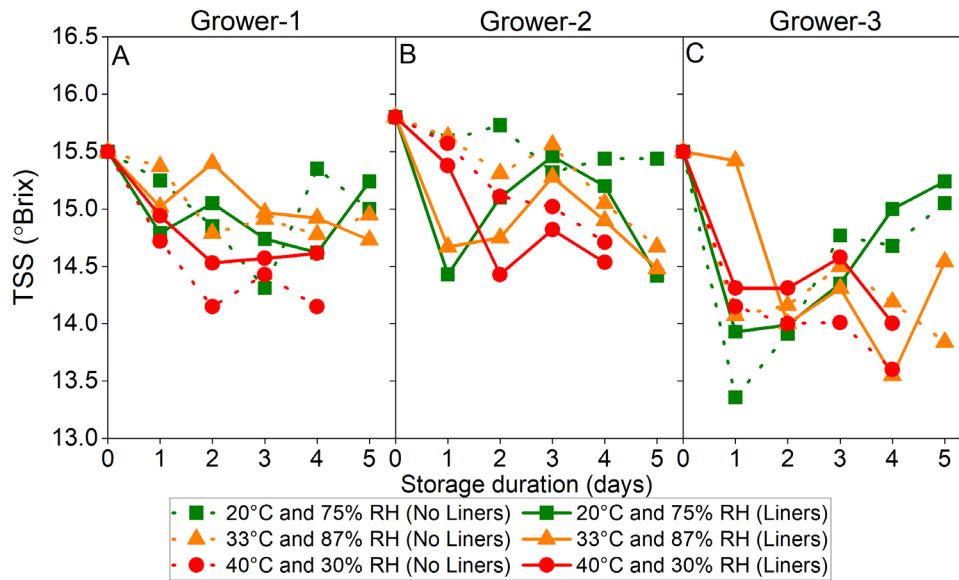 Grower-1 Grower-2 Grower-3
A B C
TSS (°Brix)
16.5
16.0
15.5
15.0
14.5
14.0
13.5
13.0
0 1 2 3 4 5 0 1 2 3 4 5 0 1 2 3 4 5
Storage duration (days)
20°C and 75% RH (No Liners) 20°C and 75% RH (Liners)
33°C and 87% RH (No Liners) 33°C and 87% RH (Liners)
40°C and 30% RH (No Liners) 40°C and 30% RH (Liners)